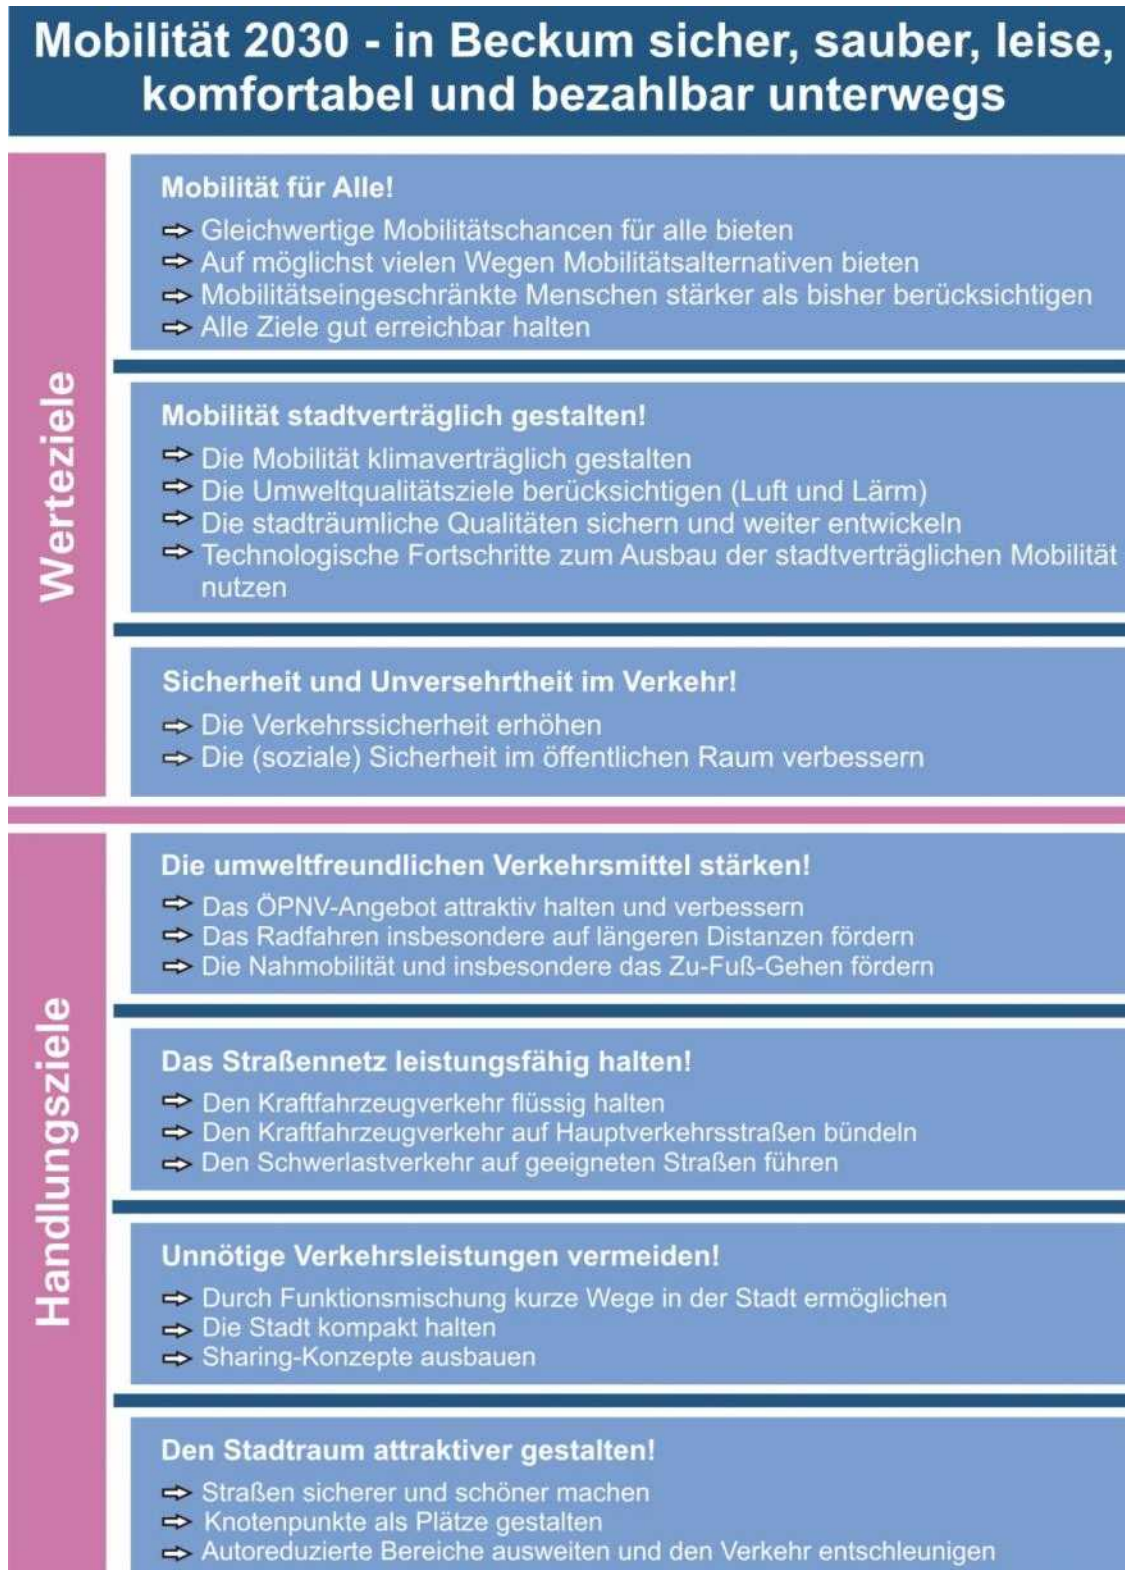 Mobilität 2030 - in Beckum sicher, sauber, leise,
komfortabel und bezahlbar unterwegs
Werteziele
Mobilität für Alle!
⇨ Gleichwertige Mobilitätschancen für alle bieten
⇨ Auf möglichst vielen Wegen Mobilitätsalternativen bieten
⇨ Mobilitätseingeschränkte Menschen stärker als bisher berücksichtigen
⇨ Alle Ziele gut erreichbar halten
Mobilität stadtverträglich gestalten!
⇨ Die Mobilität klimaverträglich gestalten
⇨ Die Umweltqualitätsziele berücksichtigen (Luft und Lärm)
⇨ Die stadträumliche Qualitäten sichern und weiter entwickeln
⇨ Technologische Fortschritte zum Ausbau der stadtverträglichen Mobilität
nutzen
Sicherheit und Unversehrtheit im Verkehr!
⇨ Die Verkehrssicherheit erhöhen
⇨ Die (soziale) Sicherheit im öffentlichen Raum verbessern
Handlungsziele
Die umweltfreundlichen Verkehrsmittel stärken!
⇨ Das ÖPNV-Angebot attraktiv halten und verbessern
⇨ Das Radfahren insbesondere auf längeren Distanzen fördern
⇨ Die Nahmobilität und insbesondere das Zu-Fuß-Gehen fördern
Das Straßennetz leistungsfähig halten!
⇨ Den Kraftfahrzeugverkehr flüssig halten
⇨ Den Kraftfahrzeugverkehr auf Hauptverkehrsstraßen bündeln
⇨ Den Schwerlastverkehr auf geeigneten Straßen führen
Unnötige Verkehrsleistungen vermeiden!
⇨ Durch Funktionsmischung kurze Wege in der Stadt ermöglichen
⇨ Die Stadt kompakt halten
⇨ Sharing-Konzepte ausbauen
Den Stadtraum attraktiver gestalten!
⇨ Straßen sicherer und schöner machen
⇨ Knotenpunkte als Plätze gestalten
⇨ Autoreduzierte Bereiche ausweiten und den Verkehr entschleunigen